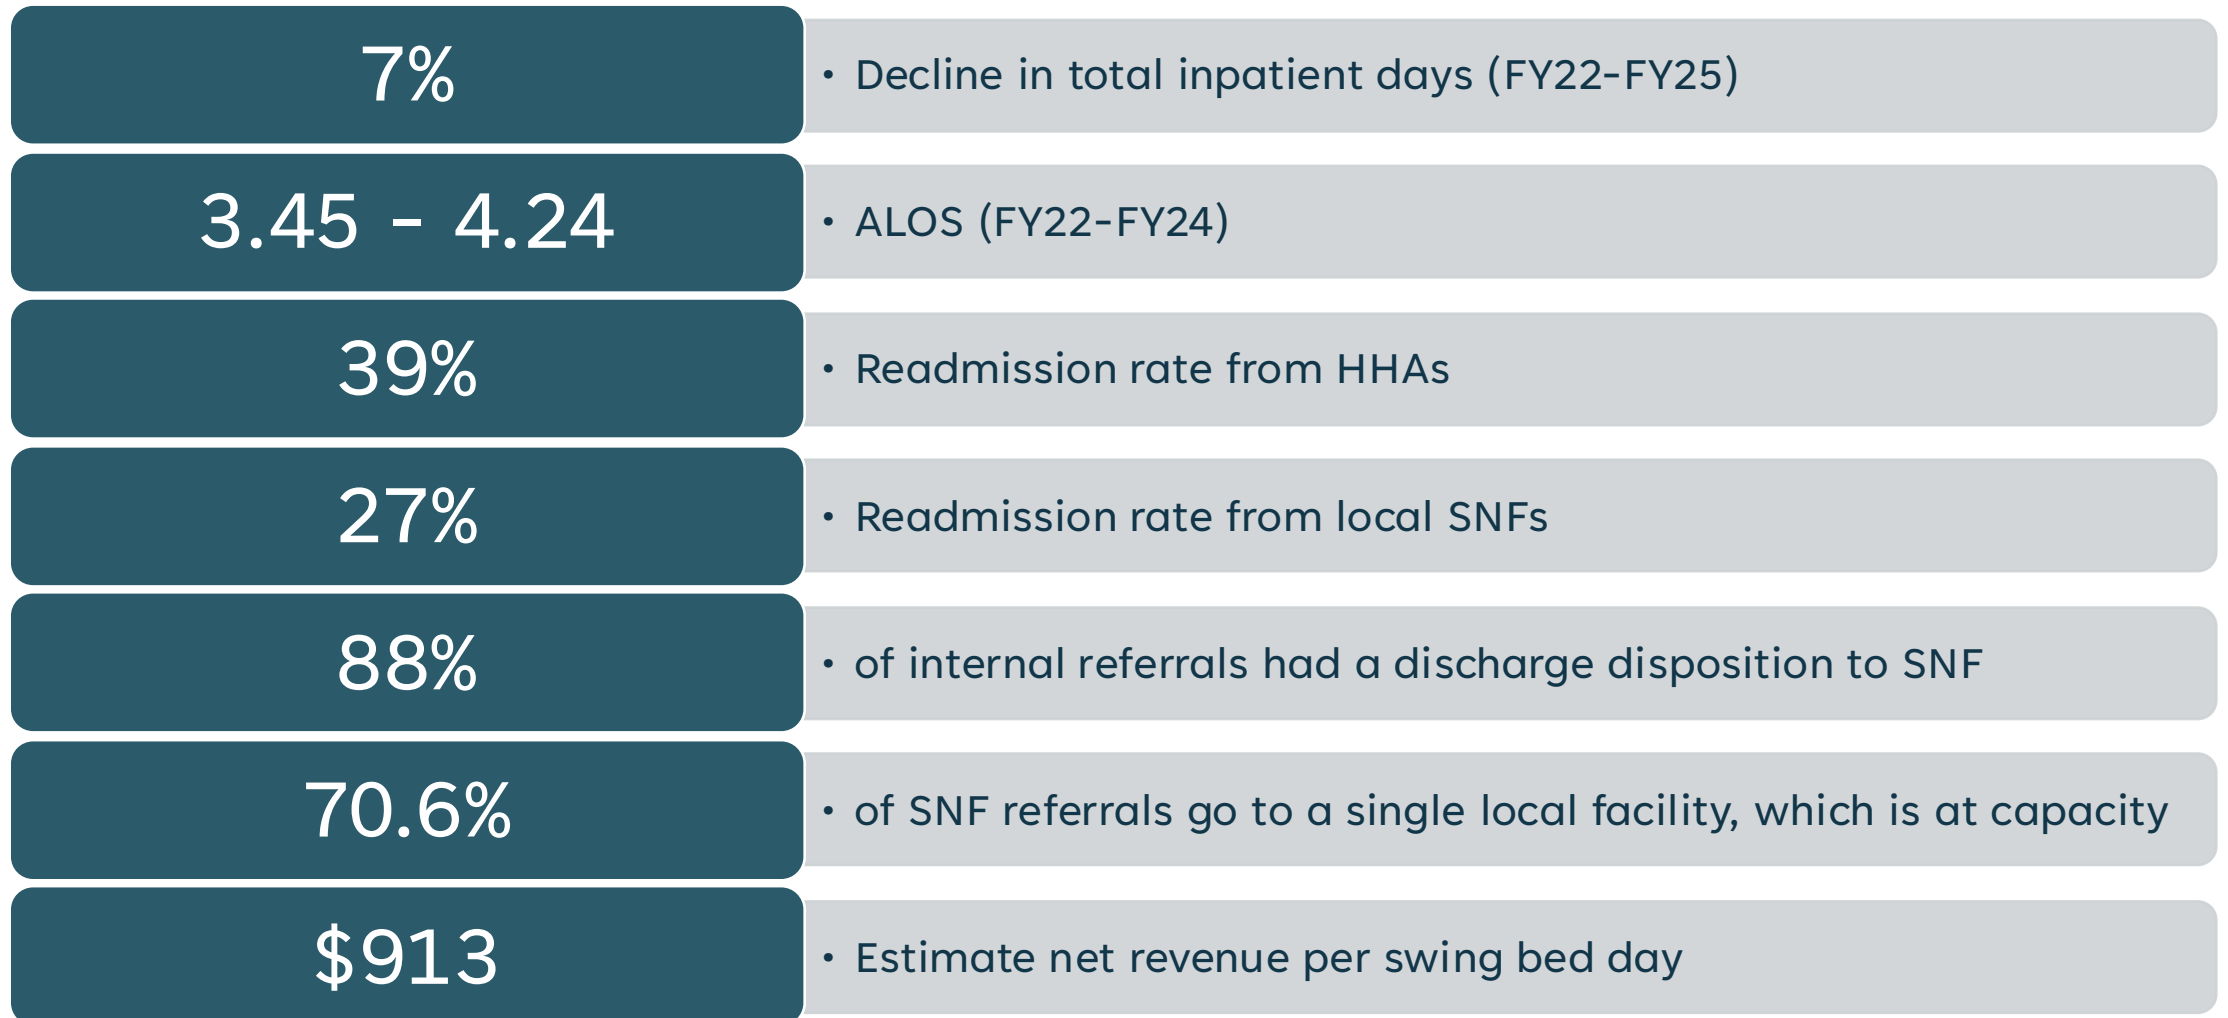 7%
• Decline in total inpatient days (FY22-FY25)
3.45 - 4.24
• ALOS (FY22-FY24)
39%
• Readmission rate from HHAs
27%
• Readmission rate from local SNFs
88%
• of internal referrals had a discharge disposition to SNF
70.6%
• of SNF referrals go to a single local facility, which is at capacity
$913
• Estimate net revenue per swing bed day